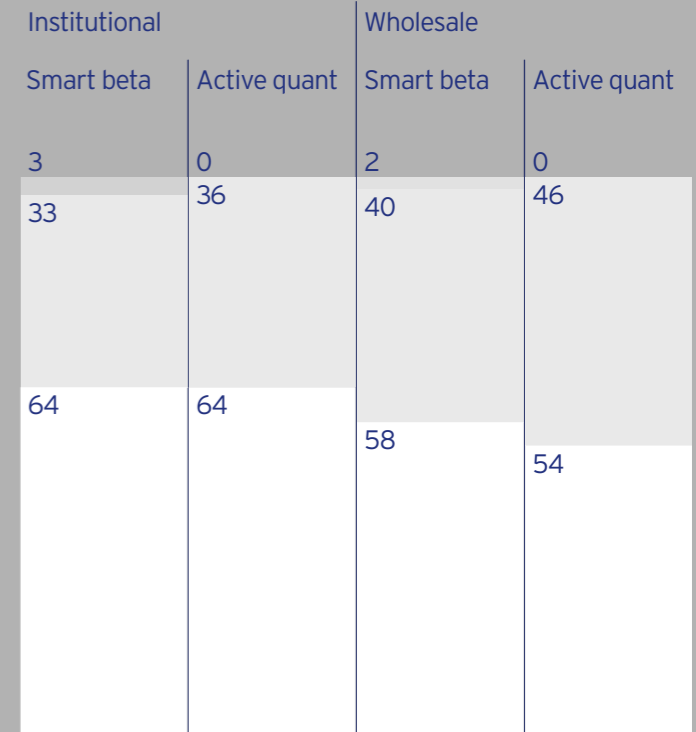 Institutional Wholesale
Smart beta Active quant Smart beta Active quant
3 0 2 0
33 36 40 46
64 64 58 54